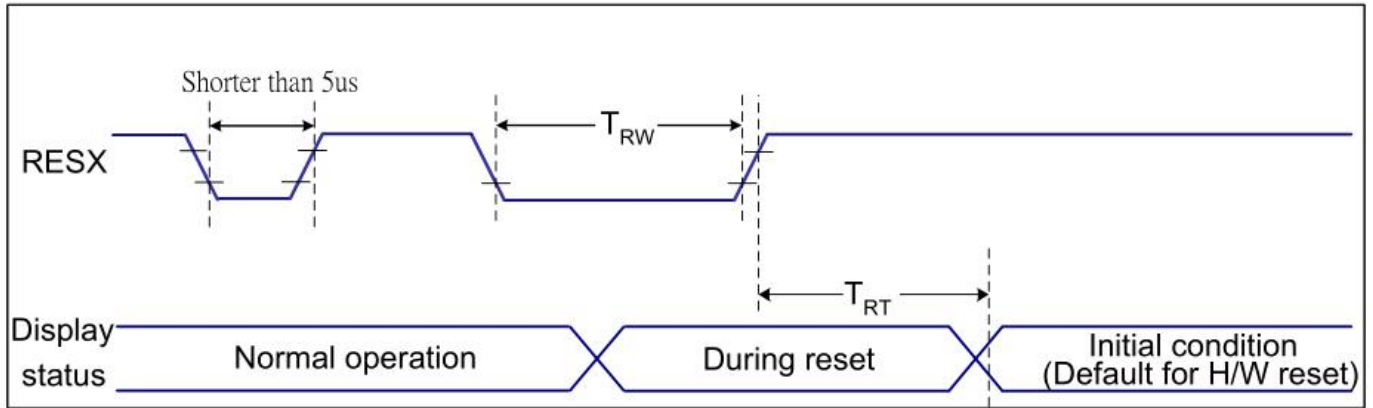 Shorter than 5us
RESX
TRW
TRT
Display
status
Normal operation
During reset
Initial condition
(Default for H/W reset)